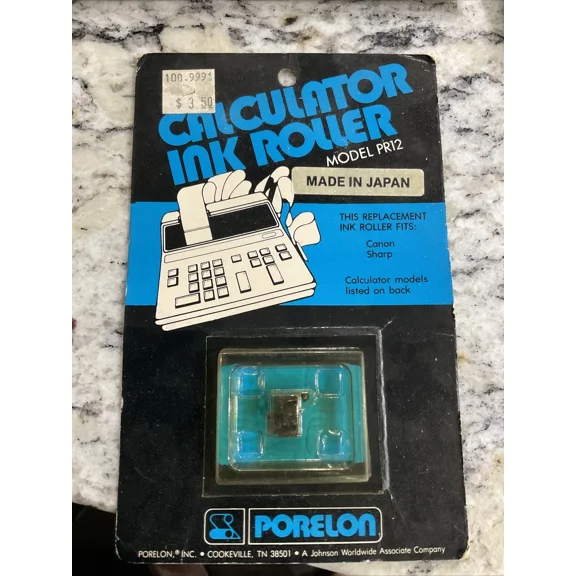 100.9991
$ 3.50
CALCULATOR
INK ROLLER
MODEL PR12
MADE IN JAPAN
THIS REPLACEMENT
INK ROLLER FITS:
Canon
Sharp
Calculator models
listed on back
PORELON
PORELON,® INC. • COOKEVILLE, TN 38501 • A Johnson Worldwide Associate Company